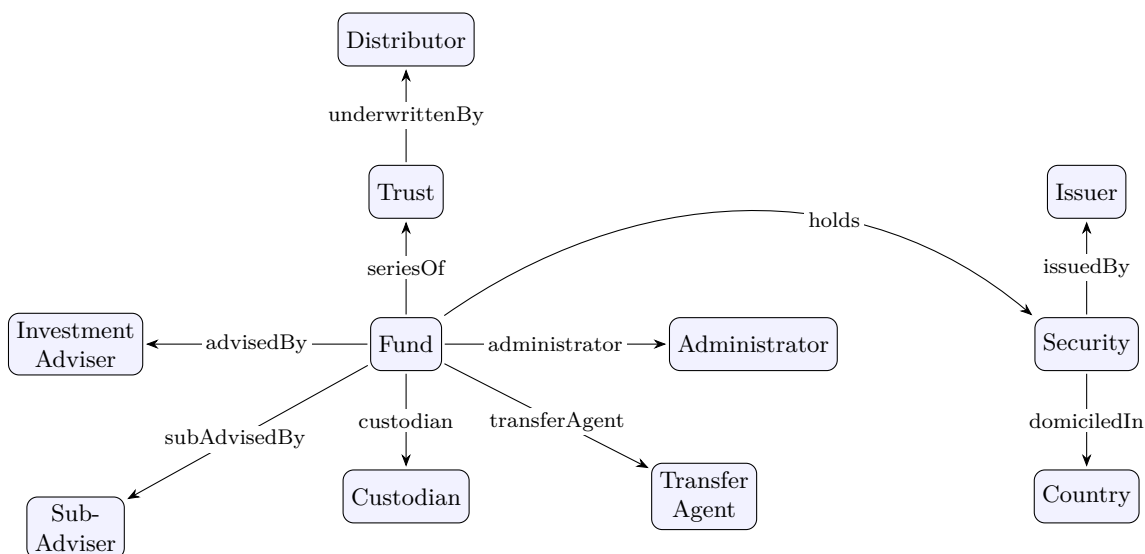 Distributor
underwrittenBy
Trust
Issuer
holds
seriesOf
issuedBy
Investment
Adviser
advisedBy
Fund
administrator
Administrator
Security
subAdvisedBy
custodian
transferAgent
domiciledIn
Sub-
Adviser
Custodian
Transfer
Agent
Country